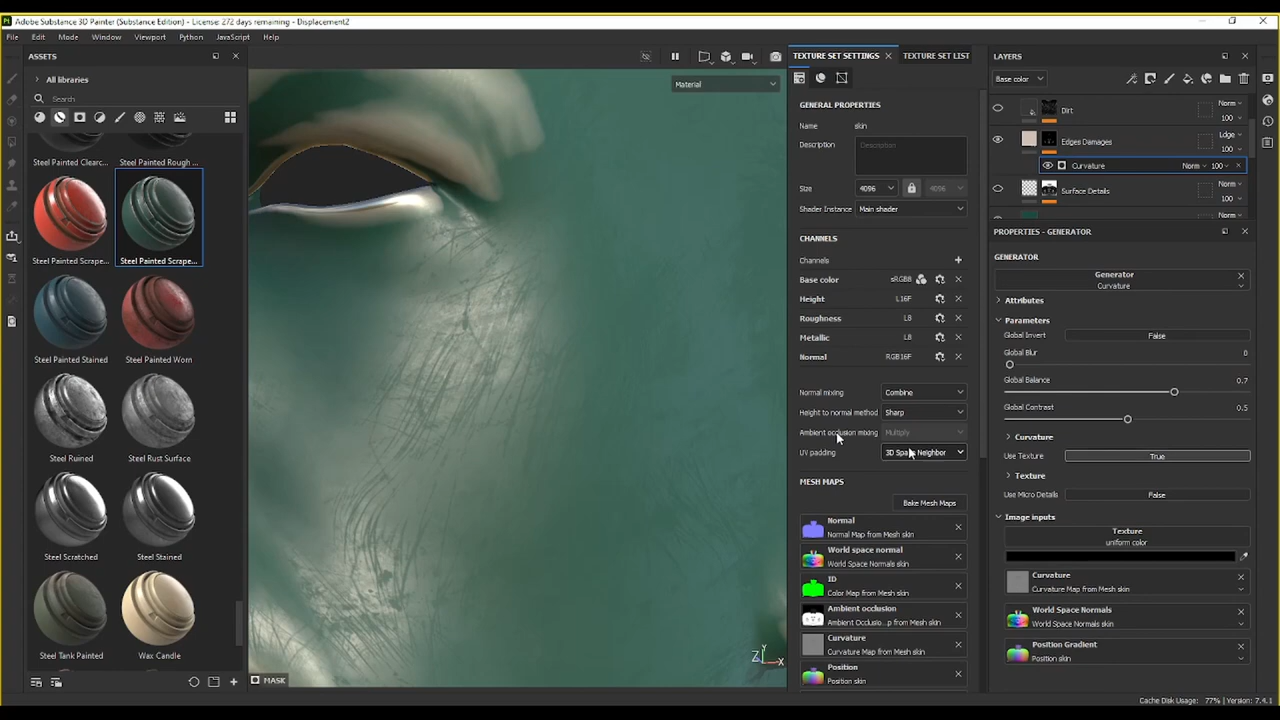 Adobe Substance 3D Painter (Substance Edition) - License: 272 days remaining - Displacement2
File Edit Mode Window Viewport Python JavaScript Help
ASSETS
All libraries
Search
Steel Painted Clearc... Steel Painted Rough ...
Steel Painted Scrape... Steel Painted Scrape...
Steel Painted Stained Steel Painted Worn
Steel Ruined Steel Rust Surface
Steel Scratched Steel Stained
Steel Tank Painted Wax Candle
Material
Z Y X
MASK
TEXTURE SET SETTINGS TEXTURE SET LIST
GENERAL PROPERTIES
Name skin
Description Description
Size 4096 4096
Shader Instance Main shader
CHANNELS
Channels
Base color sRGB8
Height L16F
Roughness L8
Metallic L8
Normal RGB16F
Normal mixing Combine
Height to normal method Sharp
Ambient occlusion mixing Multiply
UV padding 3D Space Neighbor
MESH MAPS
Bake Mesh Maps
Normal
Normal Map from Mesh skin
World space normal
World Space Normals skin
ID
Color Map from Mesh skin
Ambient occlusion
Ambient Occlusio...p from Mesh skin
Curvature
Curvature Map from Mesh skin
Position
Position skin
LAYERS
Base color
Dirt Norm
100
Edges Damages Ldge
100
Curvature Norm 100
Surface Details Norm
100
Norm
PROPERTIES - GENERATOR
GENERATOR
Generator
Curvature
Attributes
Parameters
Global Invert False
Global Blur 0
Global Balance 0.7
Global Contrast 0.5
Curvature
Use Texture True
Texture
Use Micro Details False
Image inputs
Texture
uniform color
Curvature
Curvature Map from Mesh skin
World Space Normals
World Space Normals skin
Position Gradient
Position skin
Cache Disk Usage: 77% | Version: 7.4.1